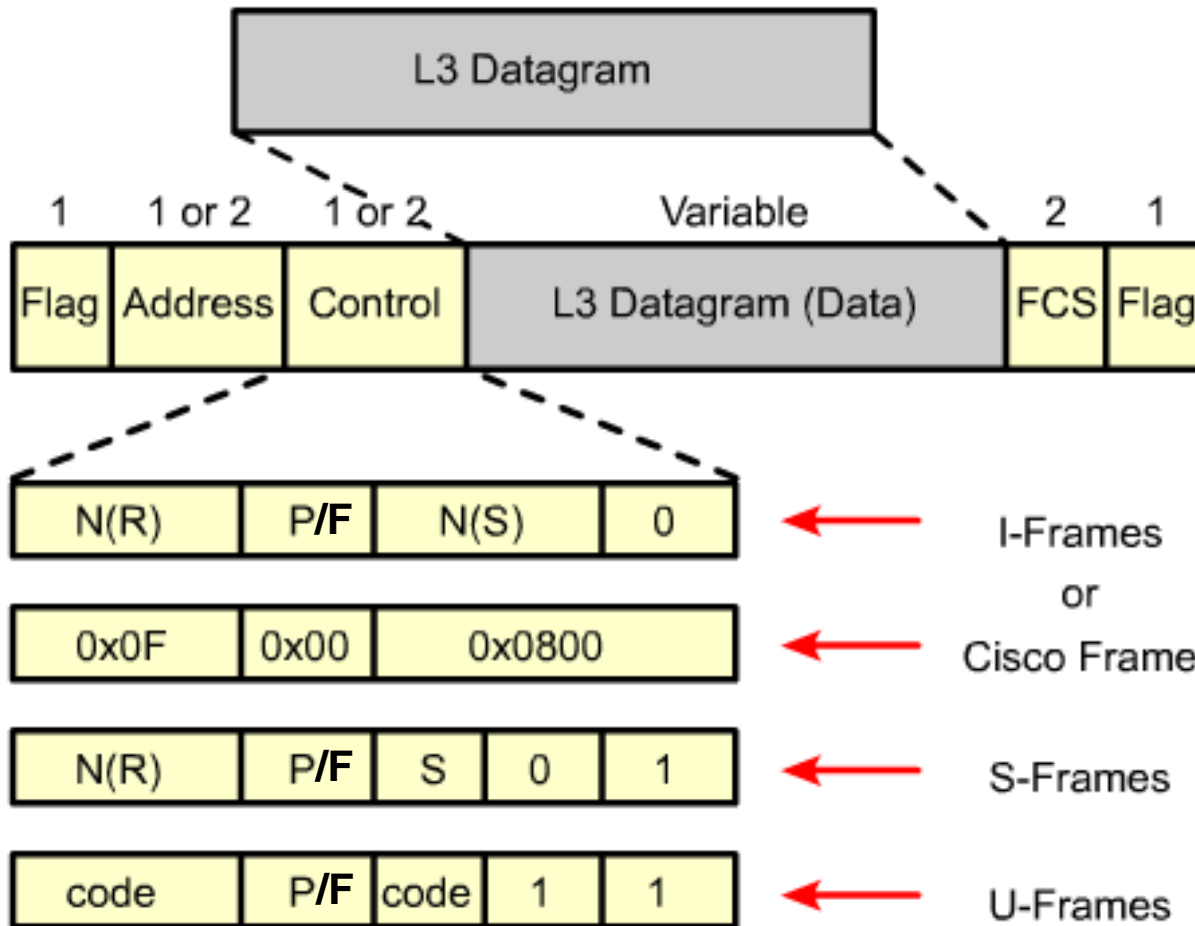 L3 Datagram
1 1 or 2 1 or 2 Variable 2 1
Flag Address Control L3 Datagram (Data) FCS Flag
N(R) P/F N(S) 0 I-Frames
or
0x0F 0x00 0x0800 Cisco Frame
N(R) P/F S 0 1 S-Frames
code P/F code 1 1 U-Frames